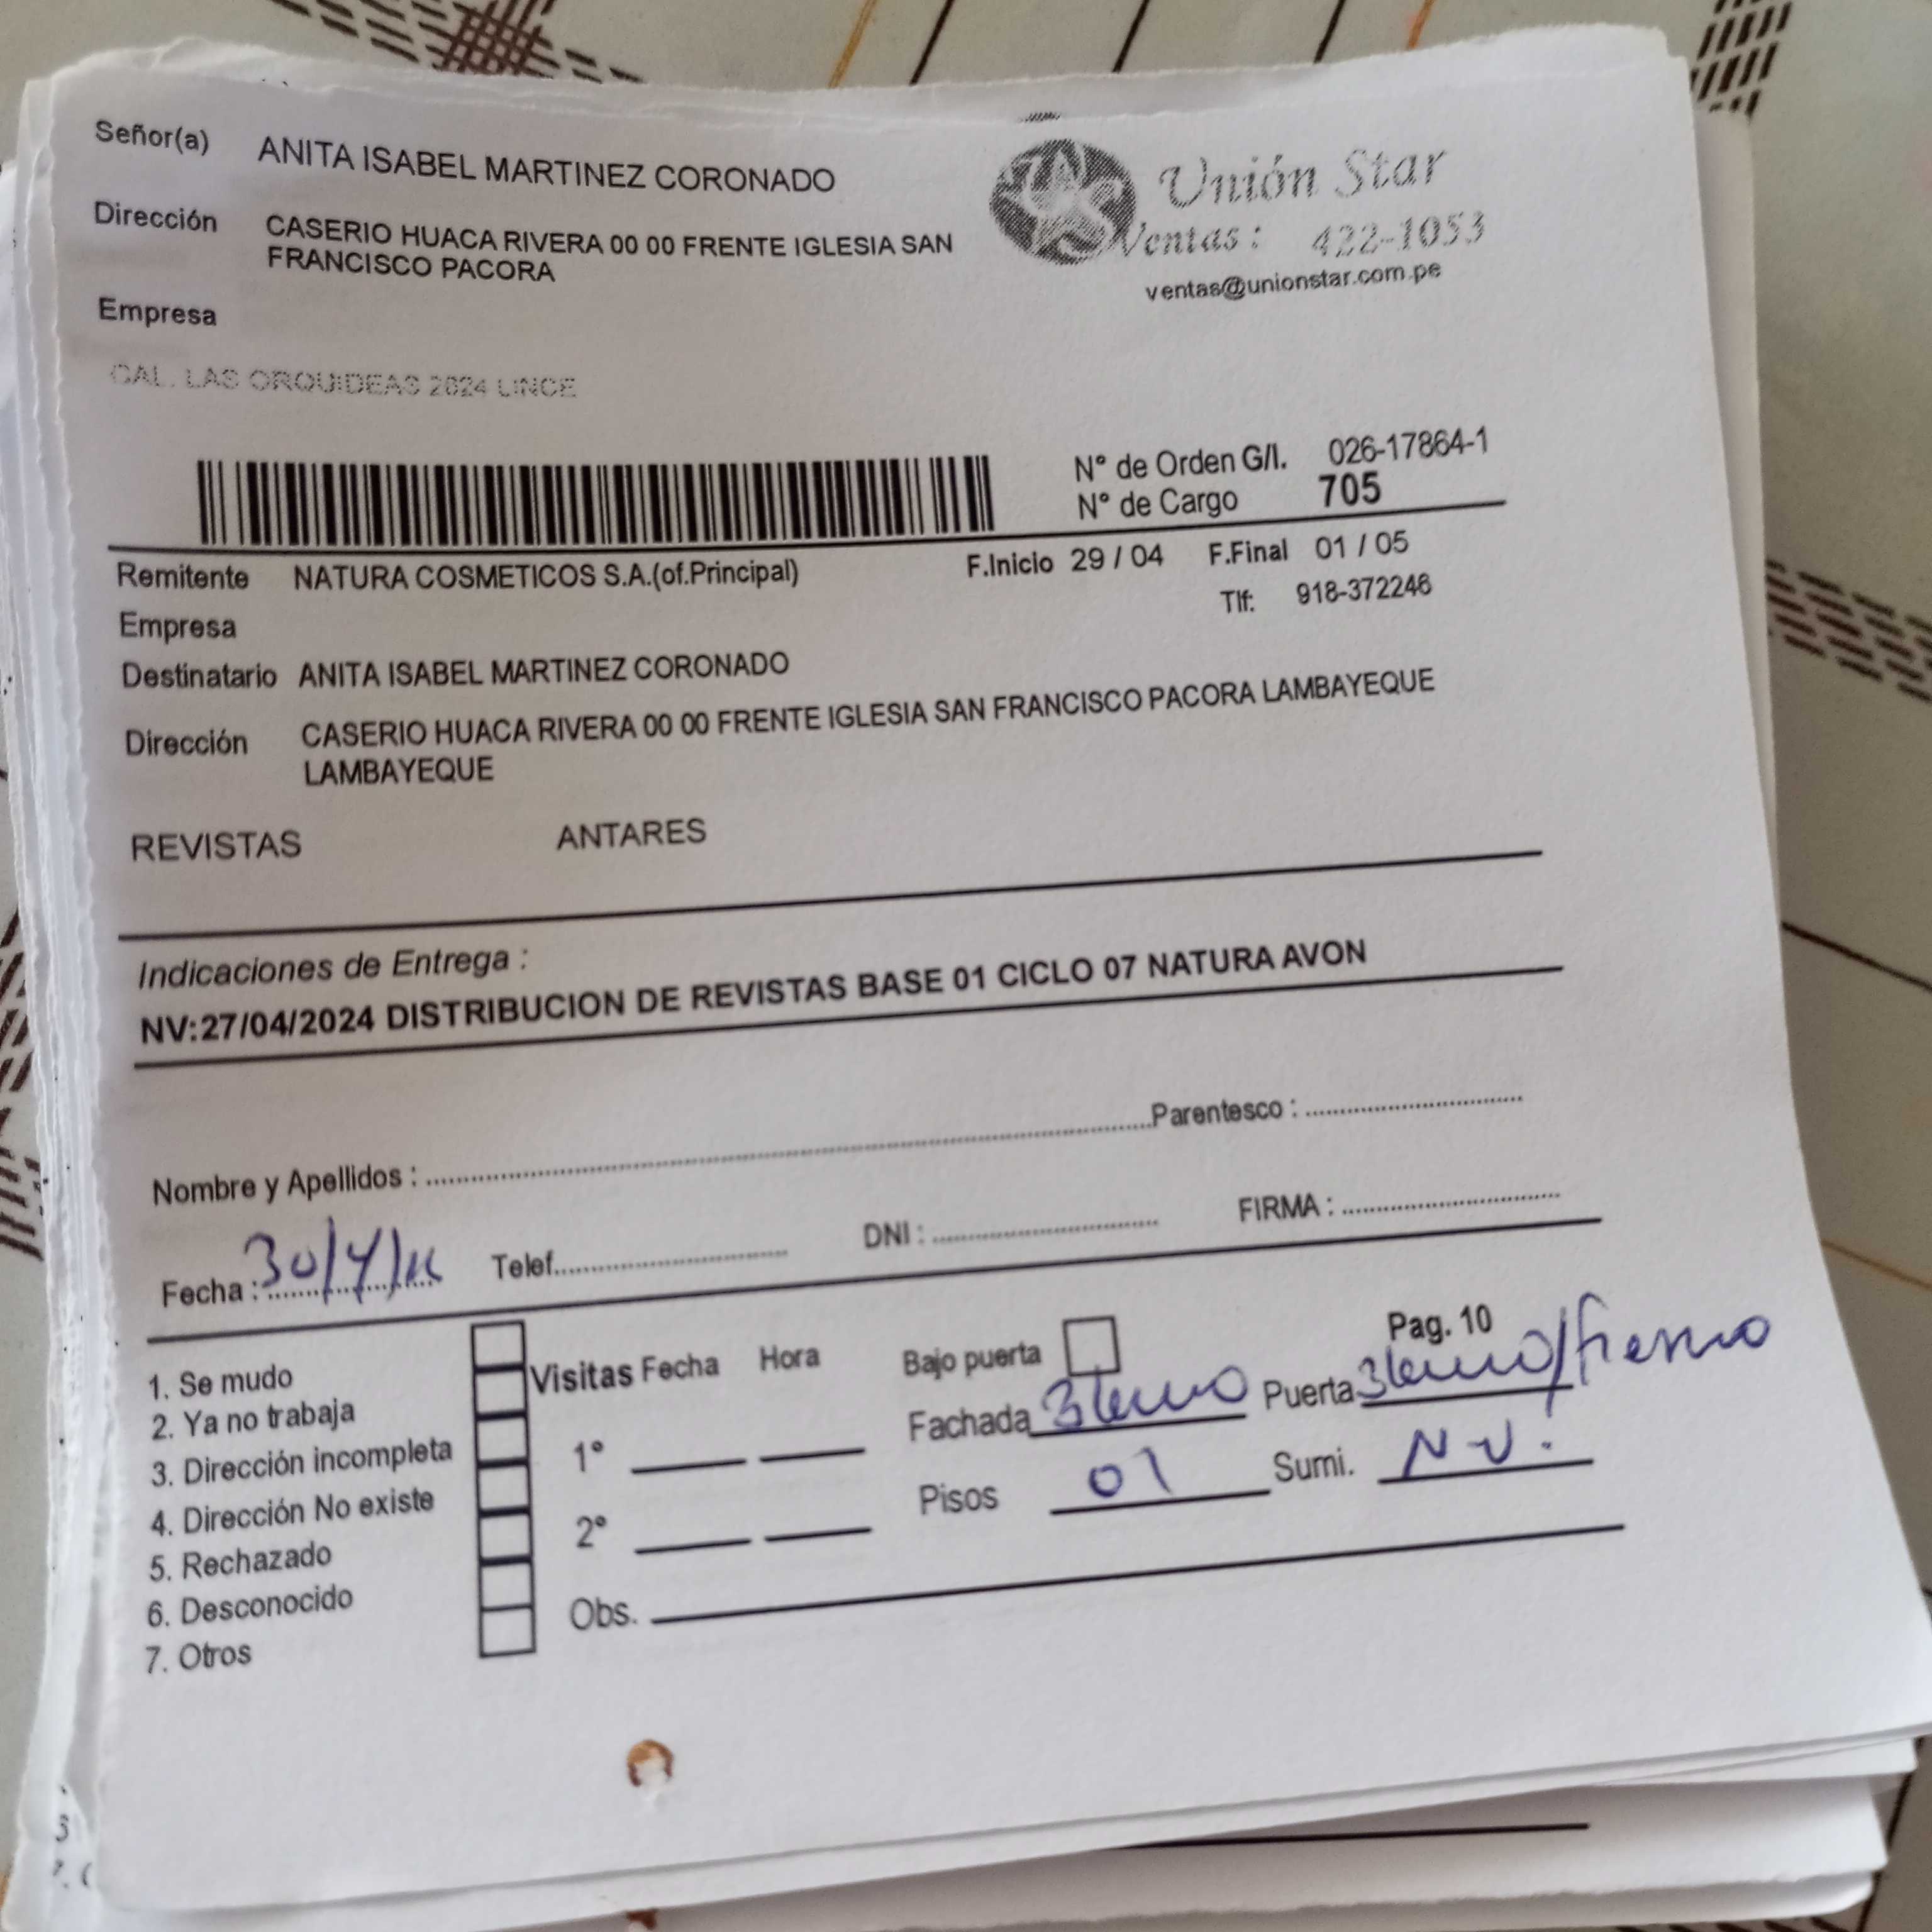 Señor(a) ANITA ISABEL MARTINEZ CORONADO
Unión Star
Dirección CASERIO HUACA RIVERA 00 00 FRENTE IGLESIA SAN
FRANCISCO PACORA
Ventas : 422-1053
ventas@unionstar.com.pe
Empresa
CAL. LAS ORQUIDEAS 2624 LINCE
N° de Orden G/I. 026-17864-1
N° de Cargo 705
Remitente NATURA COSMETICOS S.A.(of.Principal) F.Inicio 29 / 04 F.Final 01 / 05
Empresa Tlf: 918-372246
Destinatario ANITA ISABEL MARTINEZ CORONADO
Dirección CASERIO HUACA RIVERA 00 00 FRENTE IGLESIA SAN FRANCISCO PACORA LAMBAYEQUE
LAMBAYEQUE
REVISTAS ANTARES
Indicaciones de Entrega :
NV:27/04/2024 DISTRIBUCION DE REVISTAS BASE 01 CICLO 07 NATURA AVON
Nombre y Apellidos : Parentesco :
Fecha : 30/4/ Telef. DNI : FIRMA :
Pag. 10
1. Se mudo
2. Ya no trabaja
3. Dirección incompleta
4. Dirección No existe
5. Rechazado
6. Desconocido
7. Otros
Visitas Fecha Hora
1°
2°
Obs.
Bajo puerta
Fachada Blanco Puerta Blanco/fierro
Pisos 01 Sumi. N.V.